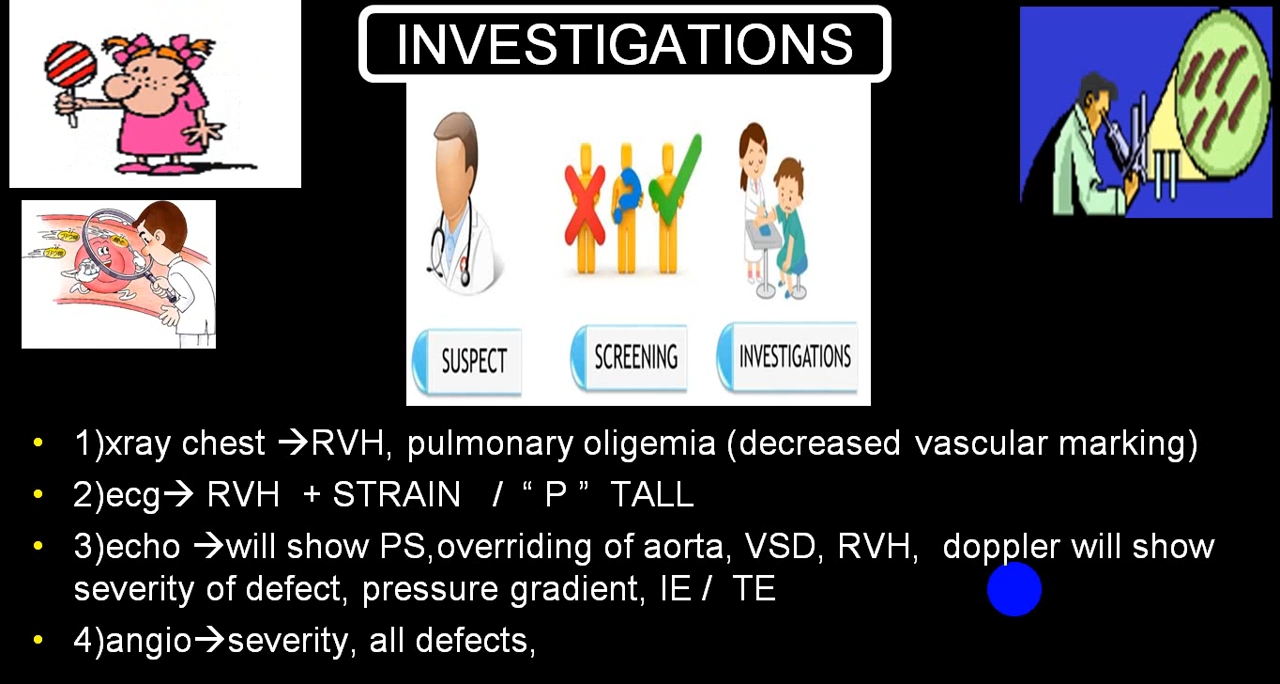 INVESTIGATIONS
SUSPECT
SCREENING
INVESTIGATIONS
• 1)xray chest →RVH, pulmonary oligemia (decreased vascular marking)
• 2)ecg→ RVH + STRAIN / “ P ” TALL
• 3)echo →will show PS,overriding of aorta, VSD, RVH, doppler will show
severity of defect, pressure gradient, IE / TE
• 4)angio→severity, all defects,